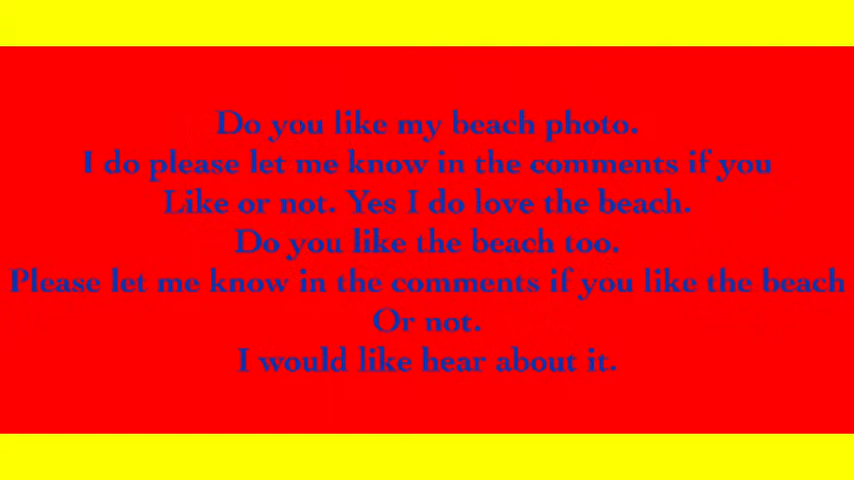 Do you like my beach photo.
I do please let me know in the comments if you
Like or not. Yes I do love the beach.
Do you like the beach too.
Please let me know in the comments if you like the beach
Or not.
I would like hear about it.